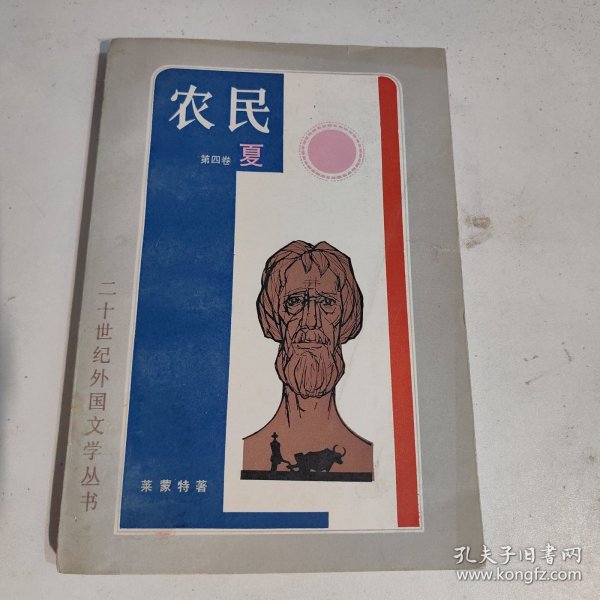 农民
第四卷 夏
二十世纪外国文学丛书
莱蒙特著
孔夫子旧书网
www.kongfz.com